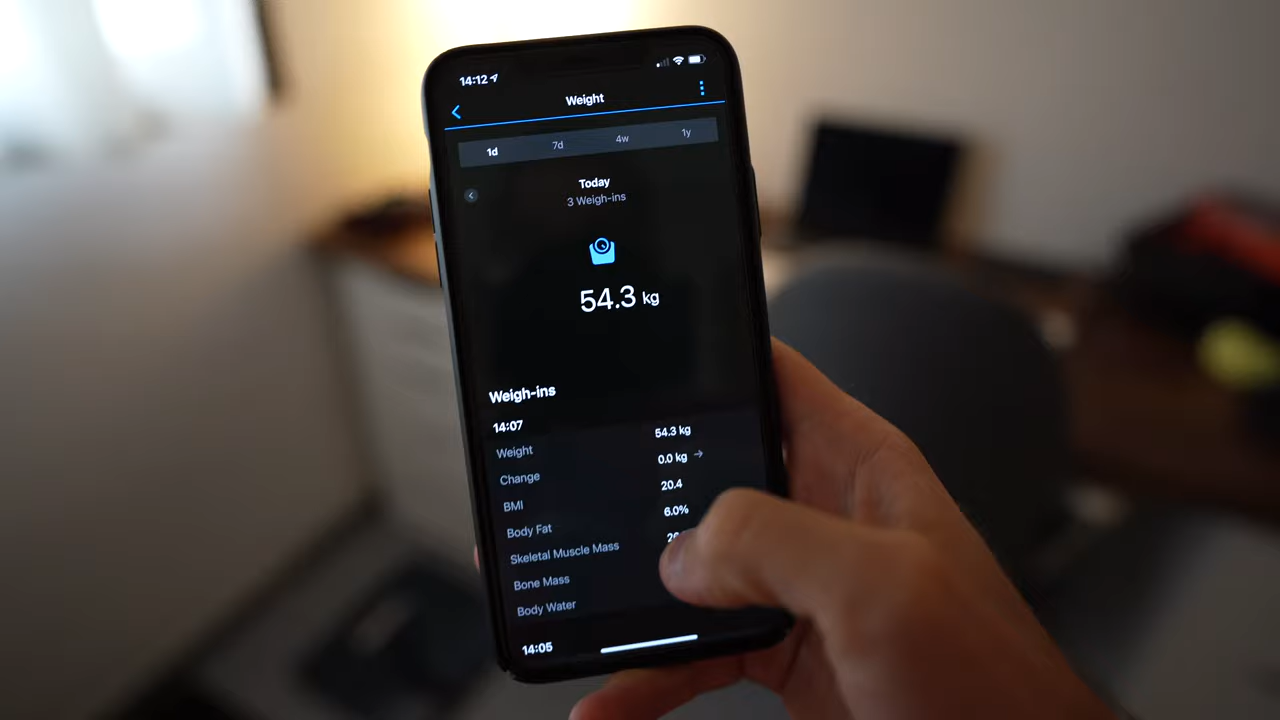 14:12
Weight
1d 7d 4w 1y
Today
3 Weigh-ins
54.3 kg
Weigh-ins
14:07
Weight 54.3 kg
Change 0.0 kg
BMI 20.4
Body Fat 6.0%
Skeletal Muscle Mass
Bone Mass
Body Water
14:05